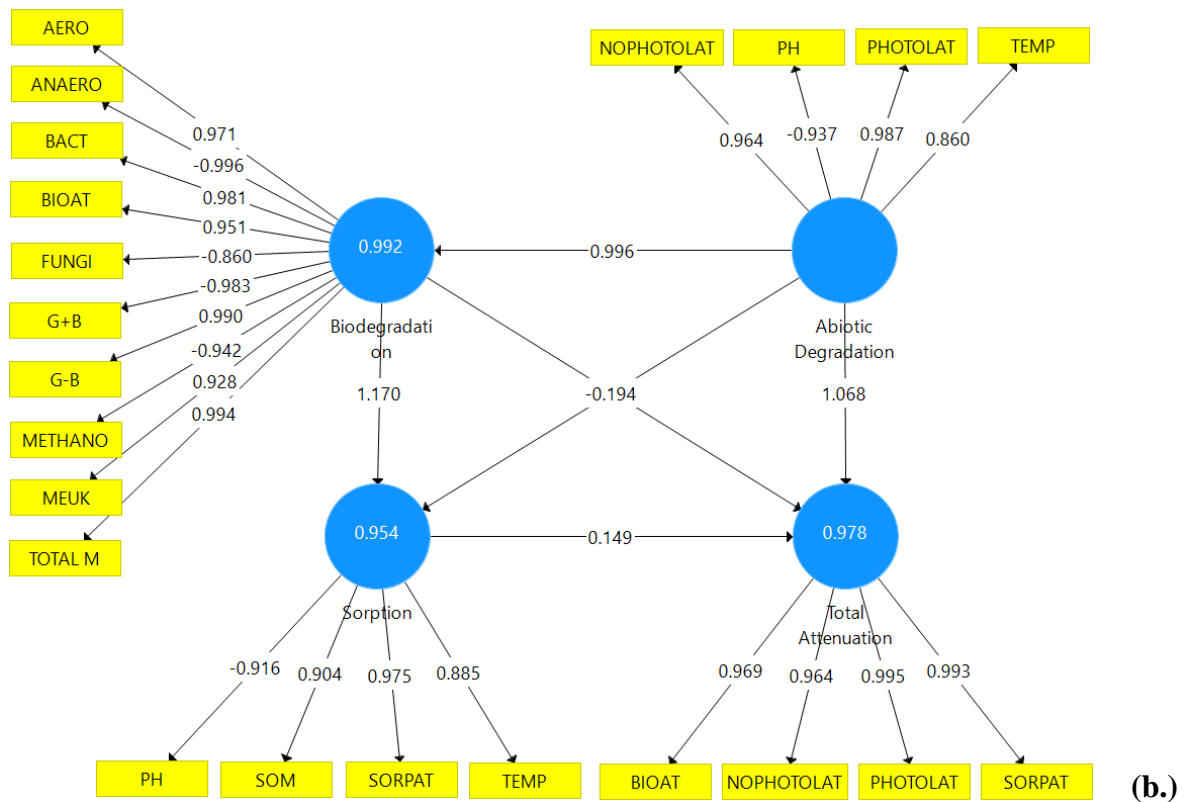 AERO
ANAERO
BACT
BIOAT
FUNGI
G+B
G-B
METHANO
MEUK
TOTAL M
NOPHOTOLAT
PH
PHOTOLAT
TEMP
0.971
-0.996
0.981
0.951
-0.860
-0.983
0.990
-0.942
0.928
0.994
0.964
-0.937
0.987
0.860
0.992
0.996
Biodegradati
on
Abiotic
Degradation
1.170
-0.194
1.068
0.954
0.149
0.978
Sorption
Total
Attenuation
-0.916
0.904
0.975
0.885
0.969
0.964
0.995
0.993
PH
SOM
SORPAT
TEMP
BIOAT
NOPHOTOLAT
PHOTOLAT
SORPAT
(b.)